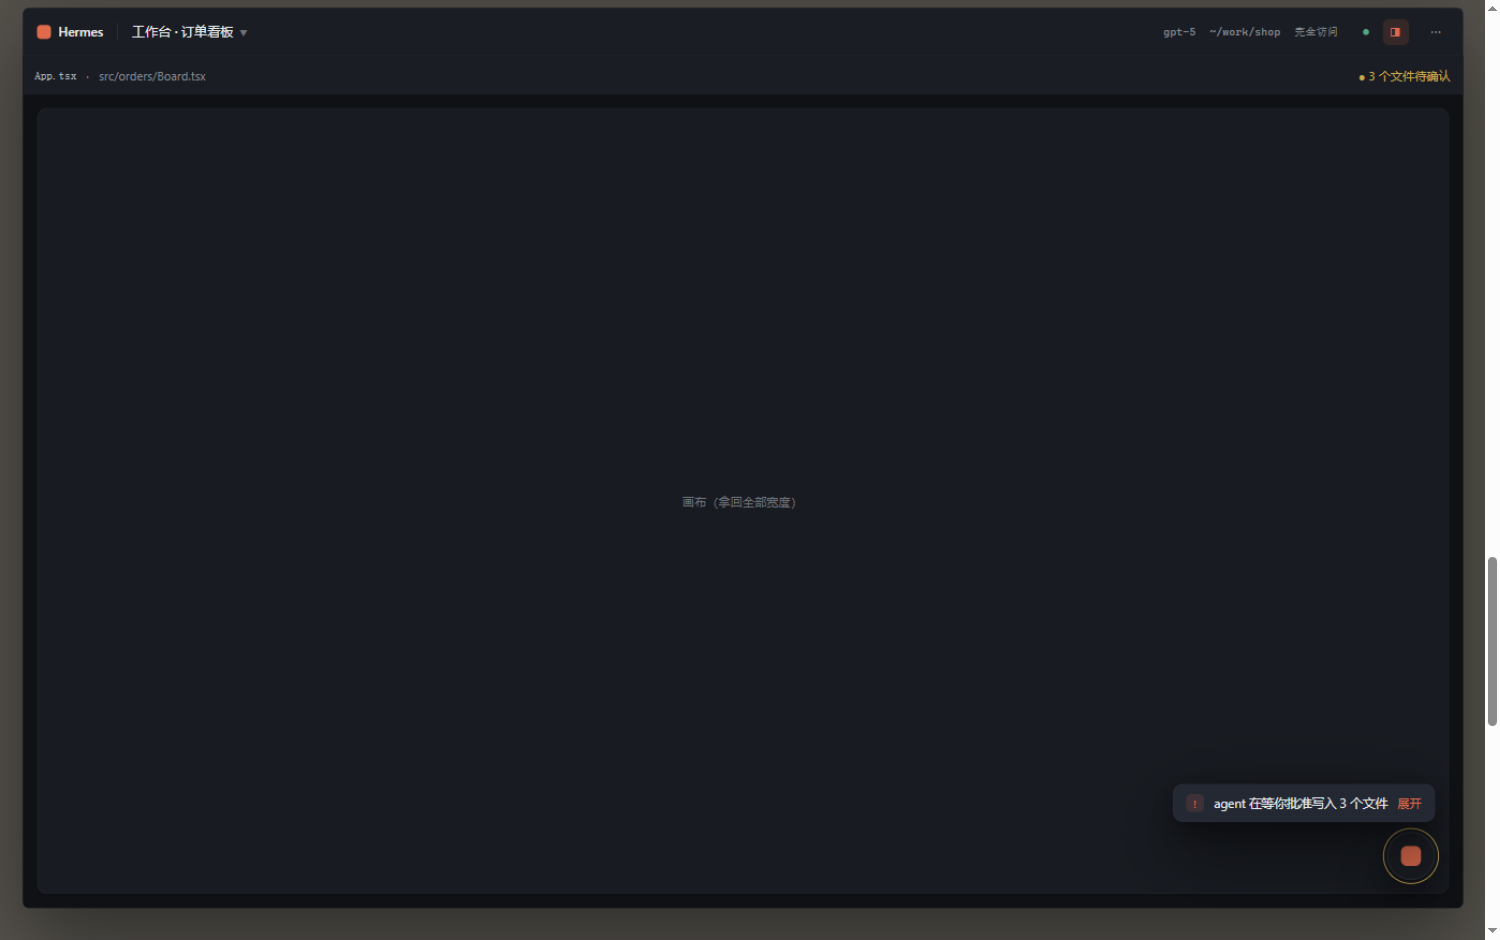 Hermes 工作台 · 订单看板 ▾ gpt-5 ~/work/shop 完全访问 ● ···
App.tsx · src/orders/Board.tsx ● 3 个文件待确认
画布（拿回全部宽度）
! agent 在等你批准写入 3 个文件 展开